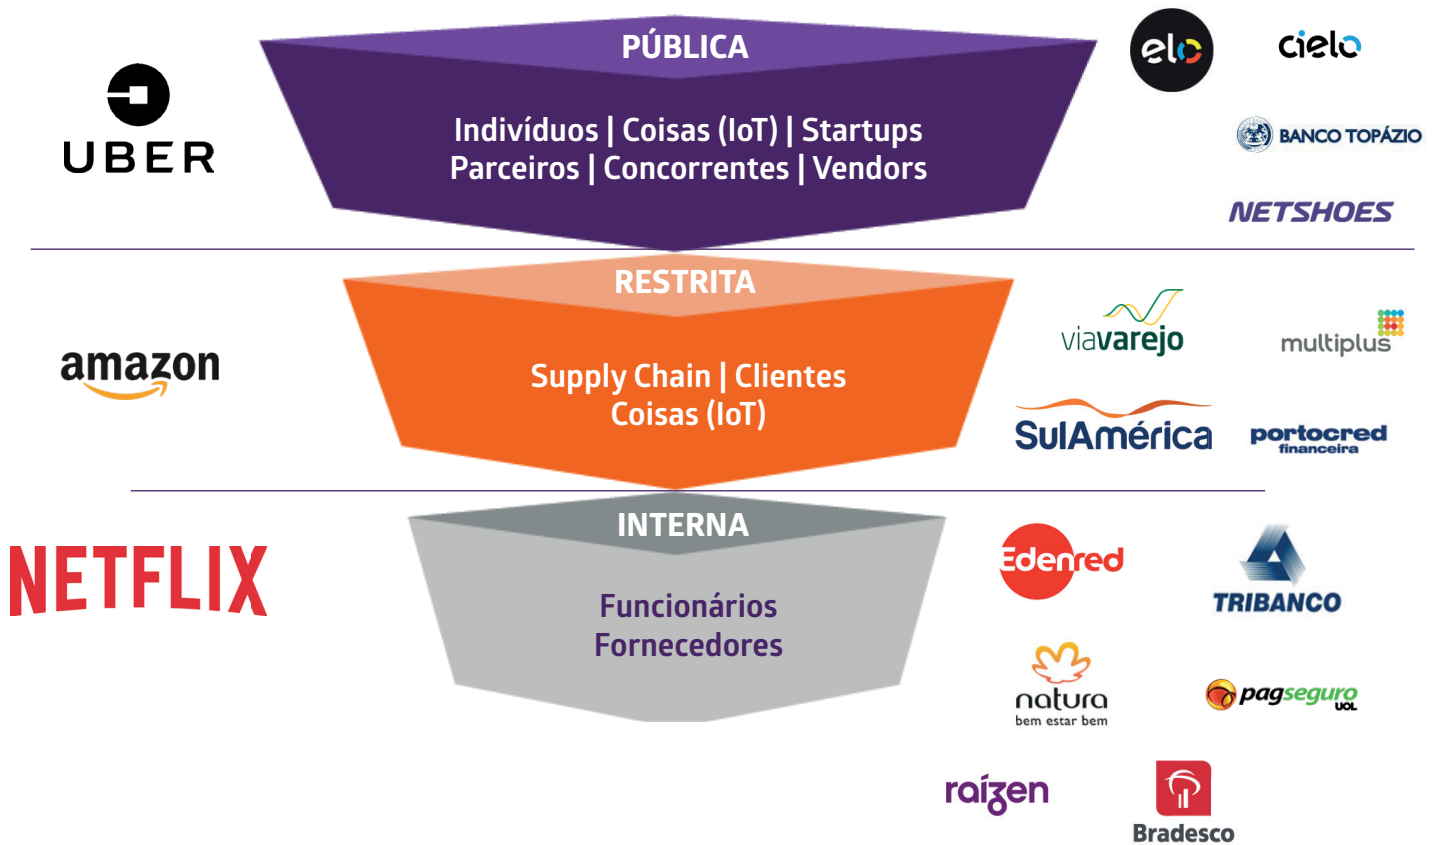 PÚBLICA
elo
cielo
UBER
Indivíduos | Coisas (IoT) | Startups
Parceiros | Concorrentes | Vendors
BANCO TOPÁZIO
NETSHOES
RESTRITA
amazon
Supply Chain | Clientes
Coisas (IoT)
viavarejo
multiplus
SulAmérica
portocred
financeira
INTERNA
NETFLIX
Funcionários
Fornecedores
Edenred
TRIBANCO
natura
bem estar bem
pagseguro
UOL
raízen
Bradesco